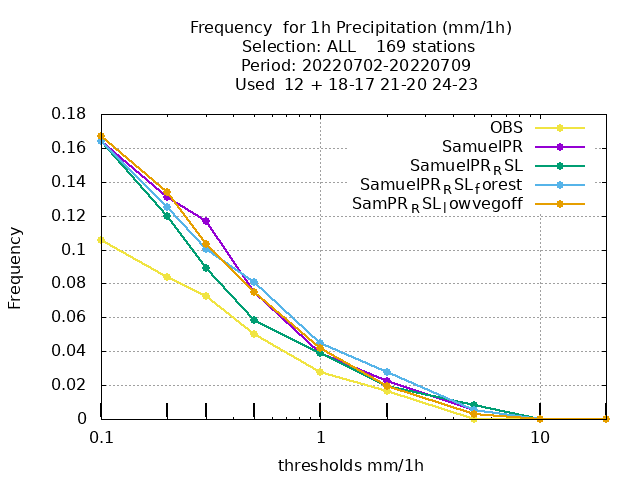 Frequency  for 1h Precipitation (mm/1h)
Selection: ALL    169 stations
Period: 20220702-20220709
Used  12 + 18-17 21-20 24-23
OBS
SamuelPR
SamuelPR_RSL
SamuelPR_RSL_forest
SamPR_RSL_lowvegoff
0.18
0.16
0.14
0.12
0.1
0.08
0.06
0.04
0.02
0
Frequency
0.1 1 10
thresholds mm/1h